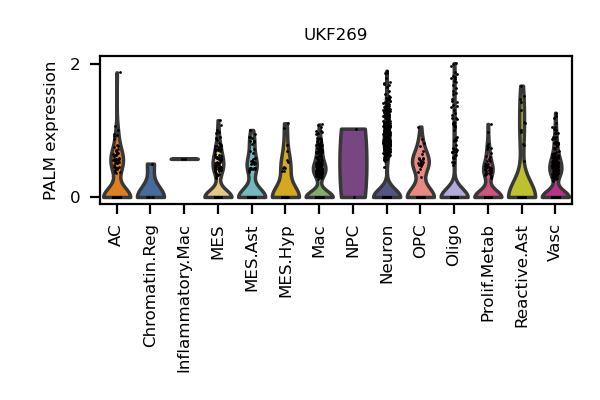 UKF269
PALM expression
2
0
AC
Chromatin.Reg
Inflammatory.Mac
MES
MES.Ast
MES.Hyp
Mac
NPC
Neuron
OPC
Oligo
Prolif.Metab
Reactive.Ast
Vasc